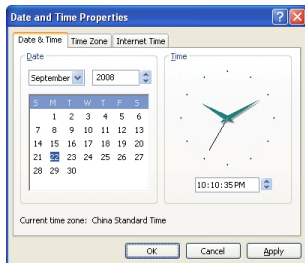 Date and Time Properties
Date & Time
Time Zone
Internet Time
Date
September
2008
S M T W T F S
1 2 3 4 5 6
7 8 9 10 11 12 13
14 15 16 17 18 19 20
21 22 23 24 25 26 27
28 29 30
Time
10:10:35 PM
Current time zone: China Standard Time
OK
Cancel
Apply